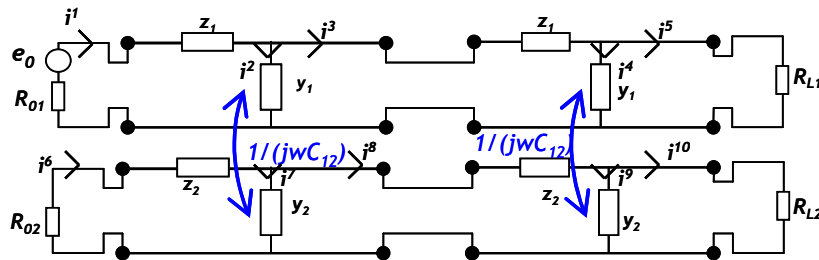 i¹ z₁ i³ z₁ i⁵
e₀ i² y₁ i⁴ y₁ R_L1
R₀₁
1/(jwC₁₂) i⁸ 1/(jwC₁₂) i¹⁰
i⁶ z₂ i⁷ z₂ i⁹
R₀₂ y₂ y₂ R_L2